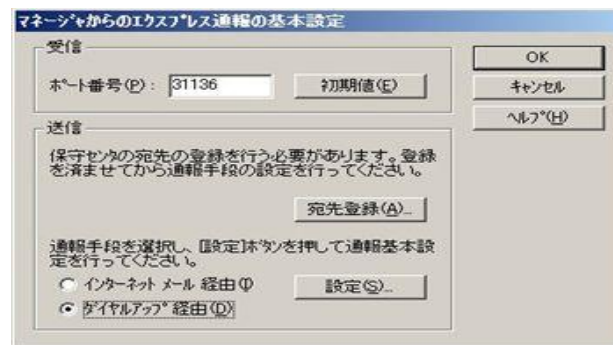 マネージャからのエクスプレス通報の基本設定
受信
ポート番号(P): 31136 初期値(E)
OK
キャンセル
ヘルプ(H)
送信
保守センタの宛先の登録を行う必要があります。登録
を済ませてから通報手段の設定を行ってください。
宛先登録(A)...
通報手段を選択し、[設定]ボタンを押して通報基本設
定を行ってください。
インターネット メール 経由(I)
設定(S)...
ダイヤルアップ 経由(D)